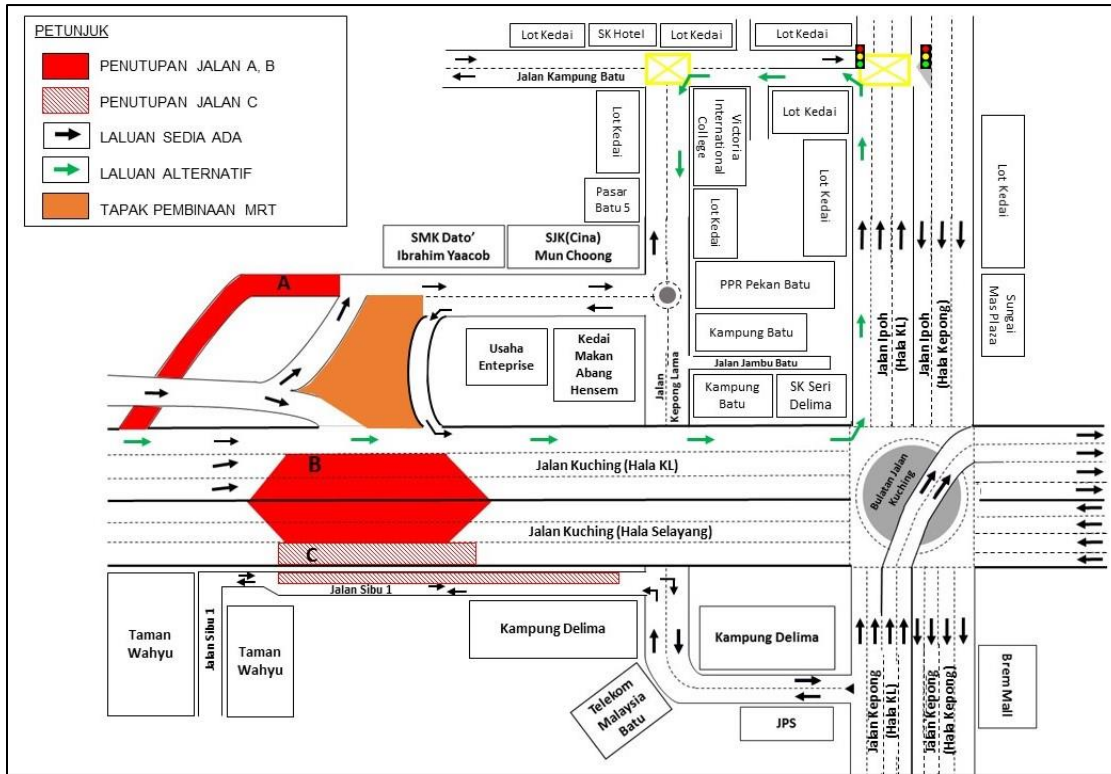 PETUNJUK
PENUTUPAN JALAN A, B
PENUTUPAN JALAN C
LALUAN SEDIA ADA
LALUAN ALTERNATIF
TAPAK PEMBINAAN MRT
Lot Kedai
SK Hotel
Lot Kedai
Lot Kedai
Jalan Kampung Batu
Lot Kedai
Victoria
International
College
Lot Kedai
Lot Kedai
Lot Kedai
Pasar
Batu 5
Lot Kedai
SMK Dato’
Ibrahim Yaacob
SJK(Cina)
Mun Choong
A
PPR Pekan Batu
Sungai
Mas Plaza
Kampung Batu
Usaha
Enteprise
Kedai
Makan
Abang
Hensem
Jalan
Kepong Lama
Jalan Jambu Batu
Kampung
Batu
SK Seri
Delima
Jalan Ipoh
(Hala KL)
Jalan Ipoh
(Hala Kepong)
B
Jalan Kuching (Hala KL)
Bulatan Jalan
Kuching
Jalan Kuching (Hala Selayang)
C
Jalan Sibu 1
Taman
Wahyu
Jalan Sibu 1
Taman
Wahyu
Kampung Delima
Kampung Delima
Telekom
Malaysia
Batu
JPS
Jalan Kepong
(Hala KL)
Jalan Kepong
(Hala Kepong)
Brem Mall